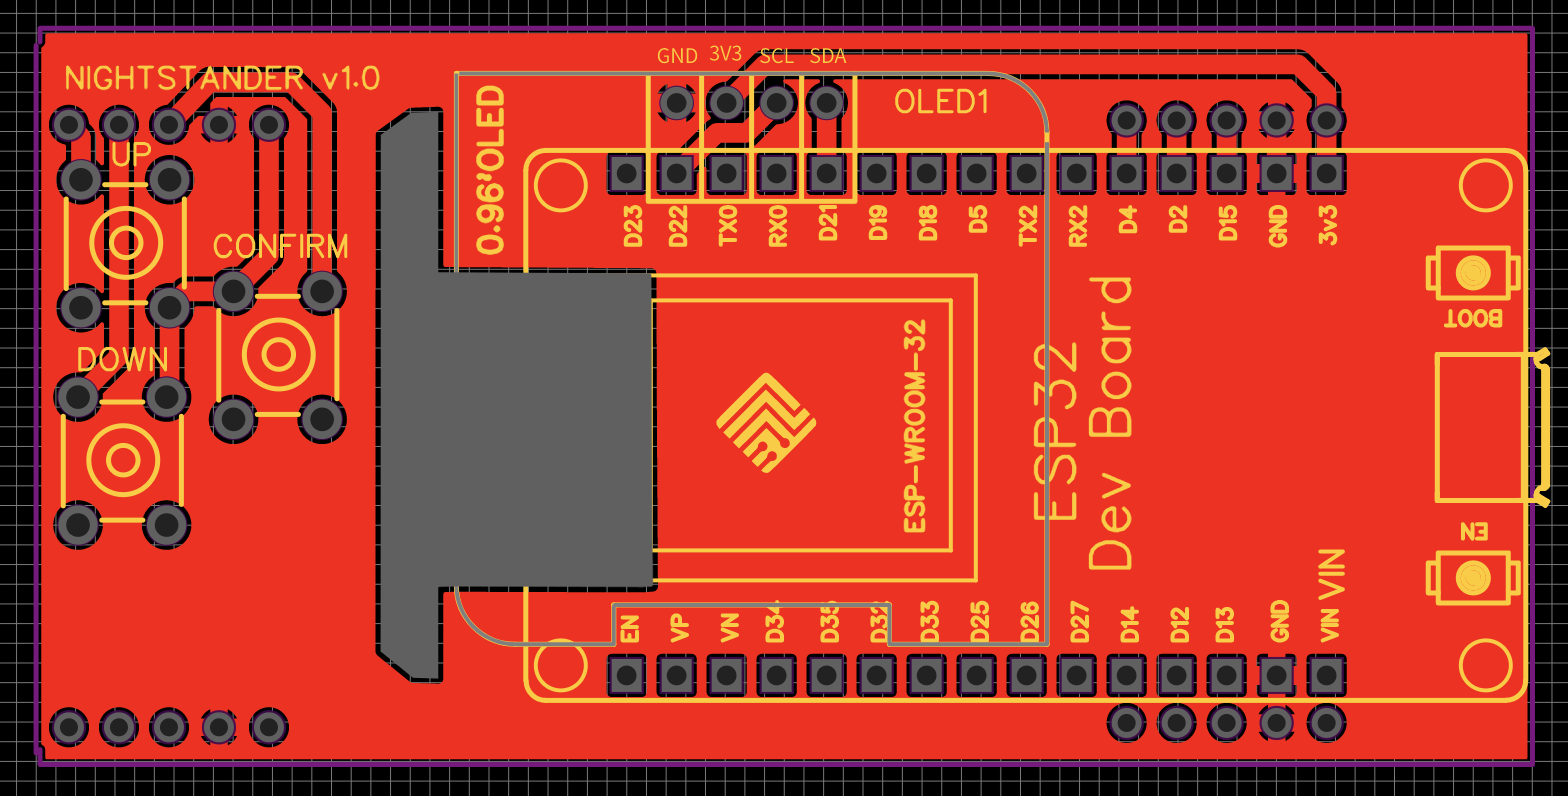 GND 3V3 SCL SDA
NIGHTSTANDER v1.0
OLED1
0.96'OLED
UP
D23 D22 TX0 RX0 D21 D19 D18 D5 TX2 RX2 D4 D2 D15 GND 3v3
CONFIRM
BOOT
DOWN
ESP-WROOM-32
ESP32
Dev Board
EN
VIN
EN VP VN D34 D35 D32 D33 D25 D26 D27 D14 D12 D13 GND VIN